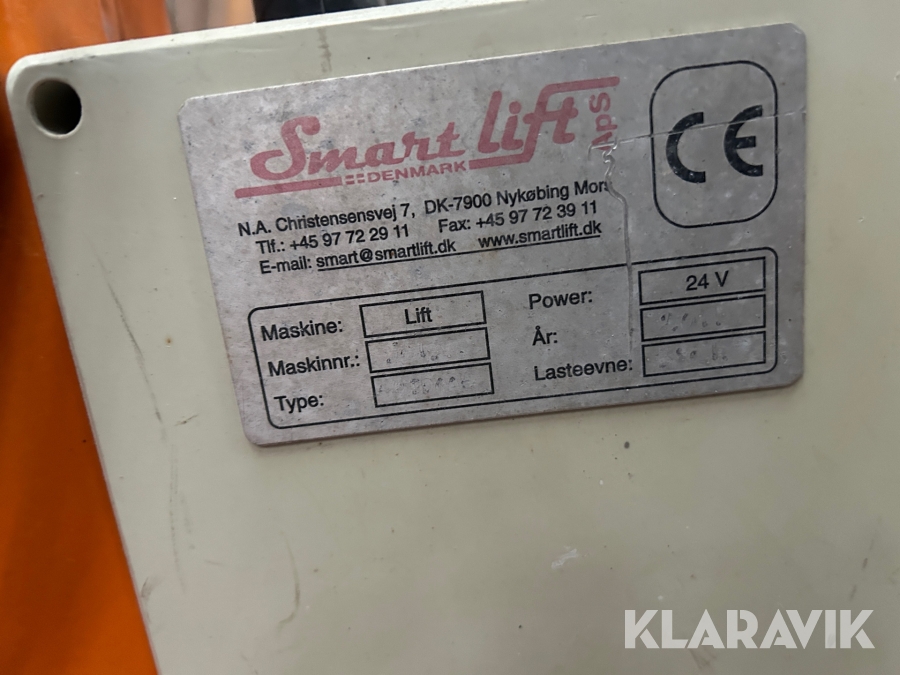 Smart lift ApS
DENMARK
CE
N.A. Christensensvej 7, DK-7900 Nykøbing Mors
Tlf.: +45 97 72 29 11 Fax: +45 97 72 39 11
E-mail: smart@smartlift.dk www.smartlift.dk
Maskine: Lift Power: 24 V
Maskinnr.: År:
Type: Lasteevne:
KLARAVIK